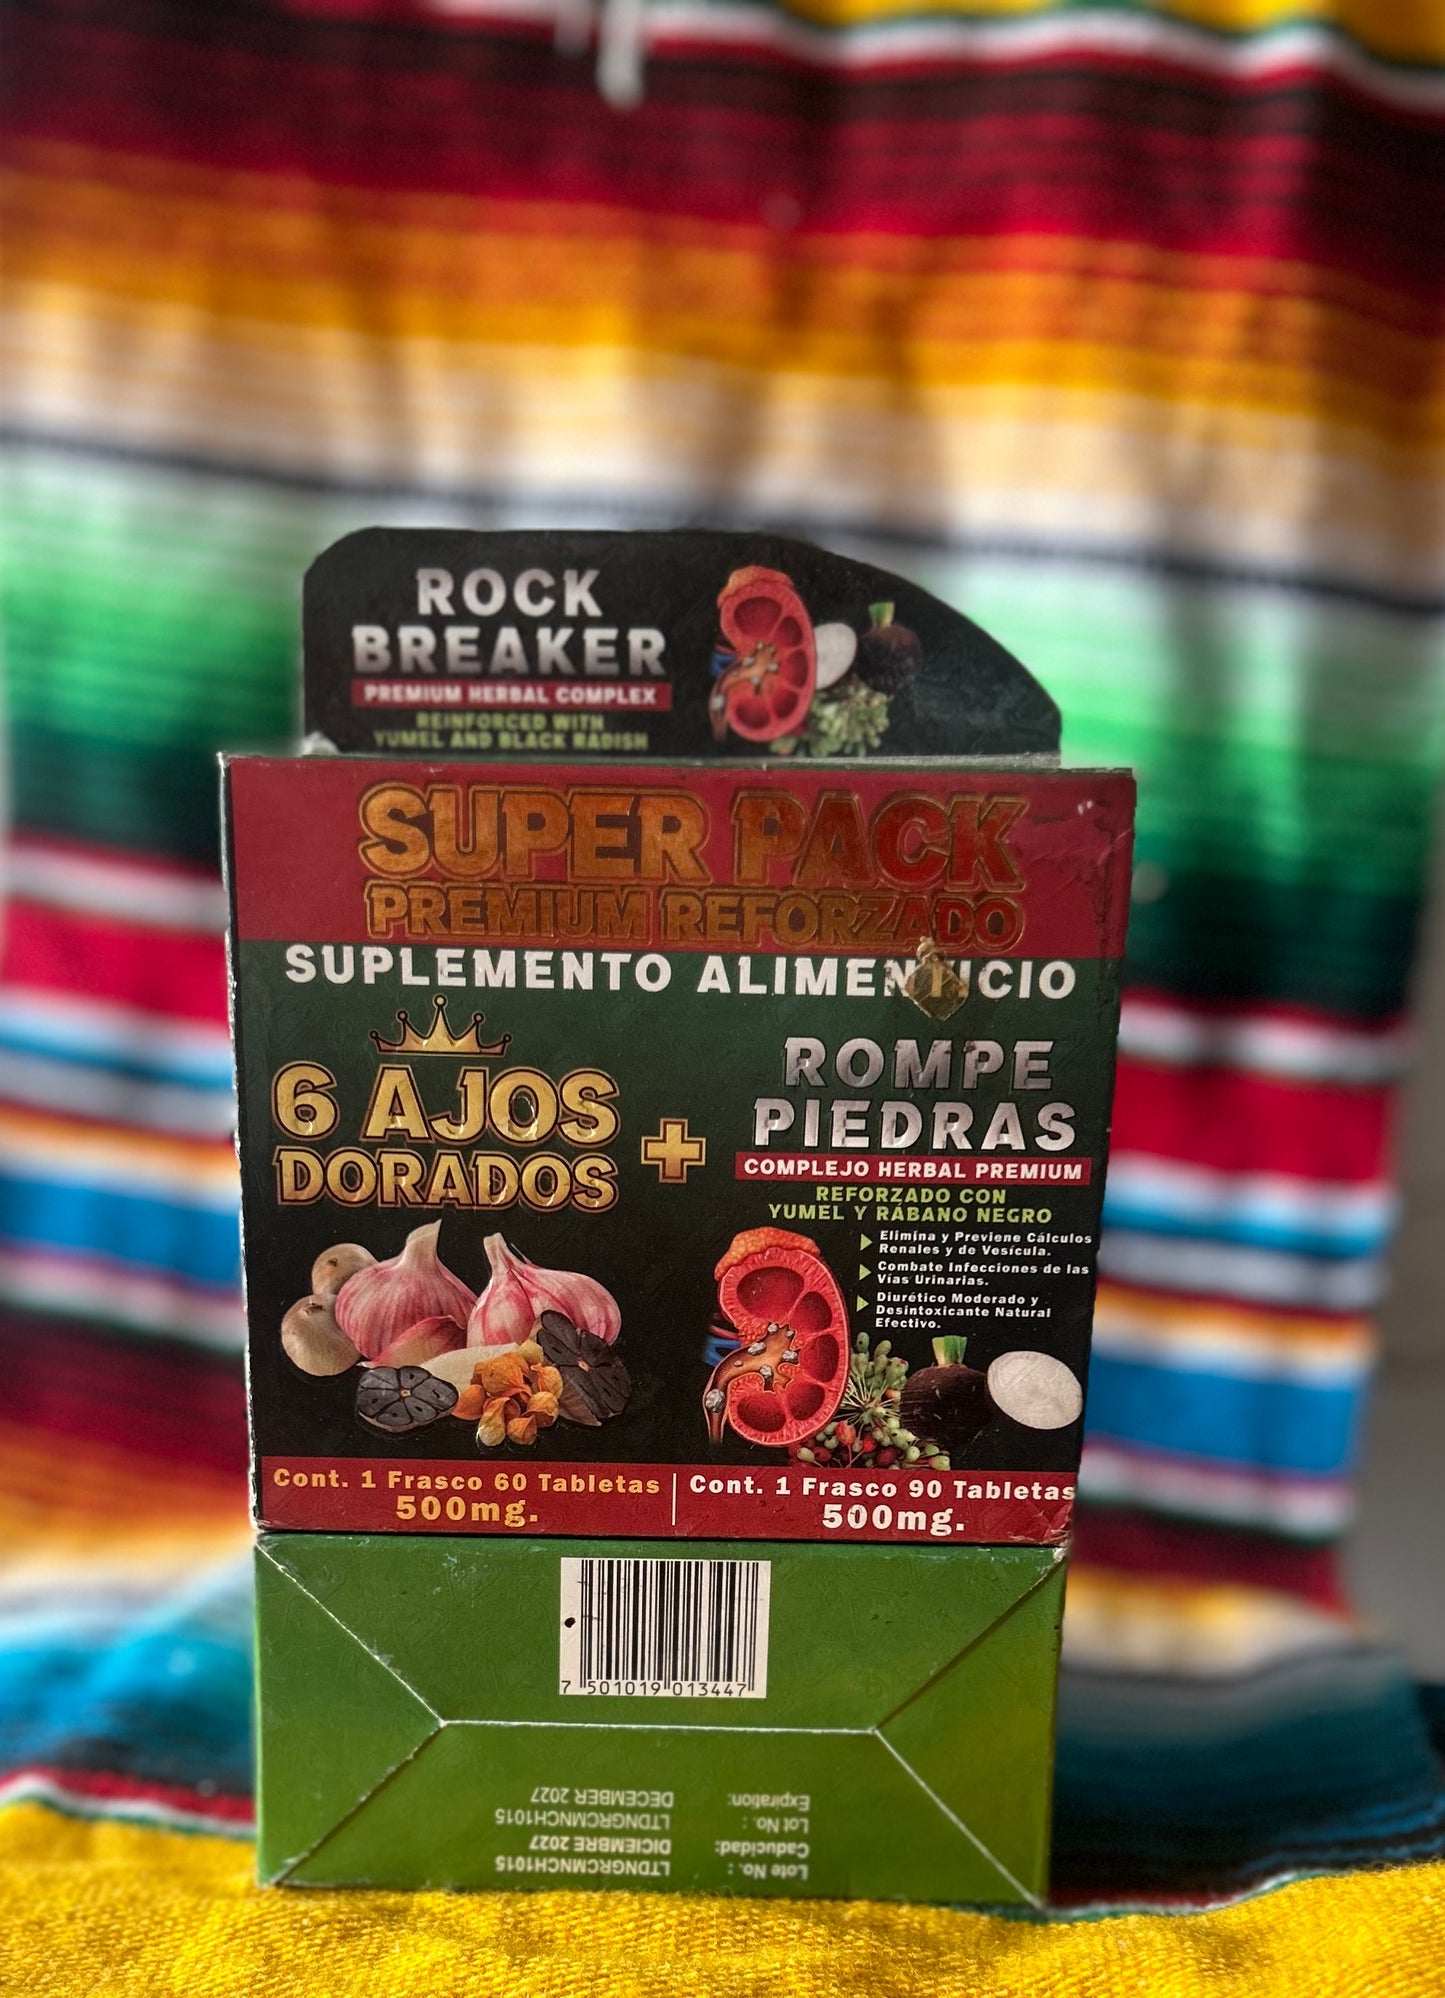 ROCK
BREAKER
PREMIUM HERBAL COMPLEX
REINFORCED WITH
YUMEL AND BLACK RADISH
SUPER PACK
PREMIUM REFORZADO
SUPLEMENTO ALIMENTICIO
6 AJOS
DORADOS
+
ROMPE
PIEDRAS
COMPLEJO HERBAL PREMIUM
REFORZADO CON
YUMEL Y RÁBANO NEGRO
Elimina y Previene Cálculos
Renales y de Vesícula.
Combate Infecciones de las
Vías Urinarias.
Diurético Moderado y
Desintoxicante Natural
Efectivo.
Cont. 1 Frasco 60 Tabletas
500mg.
Cont. 1 Frasco 90 Tabletas
500mg.
7 501019 013447
Lote No. : LTDNGRCMNCH1015
Caducidad: DICIEMBRE 2027
Lot No. : LTDNGRCMNCH1015
Expiration: DECEMBER 2027